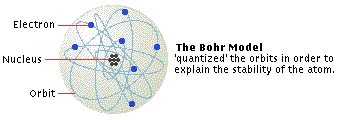 Electron
Nucleus
Orbit
The Bohr Model
'quantized' the orbits in order to
explain the stability of the atom.